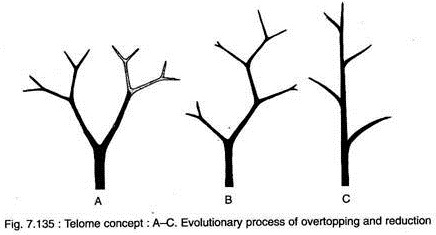 A B C
Fig. 7.135 : Telome concept : A–C. Evolutionary process of overtopping and reduction